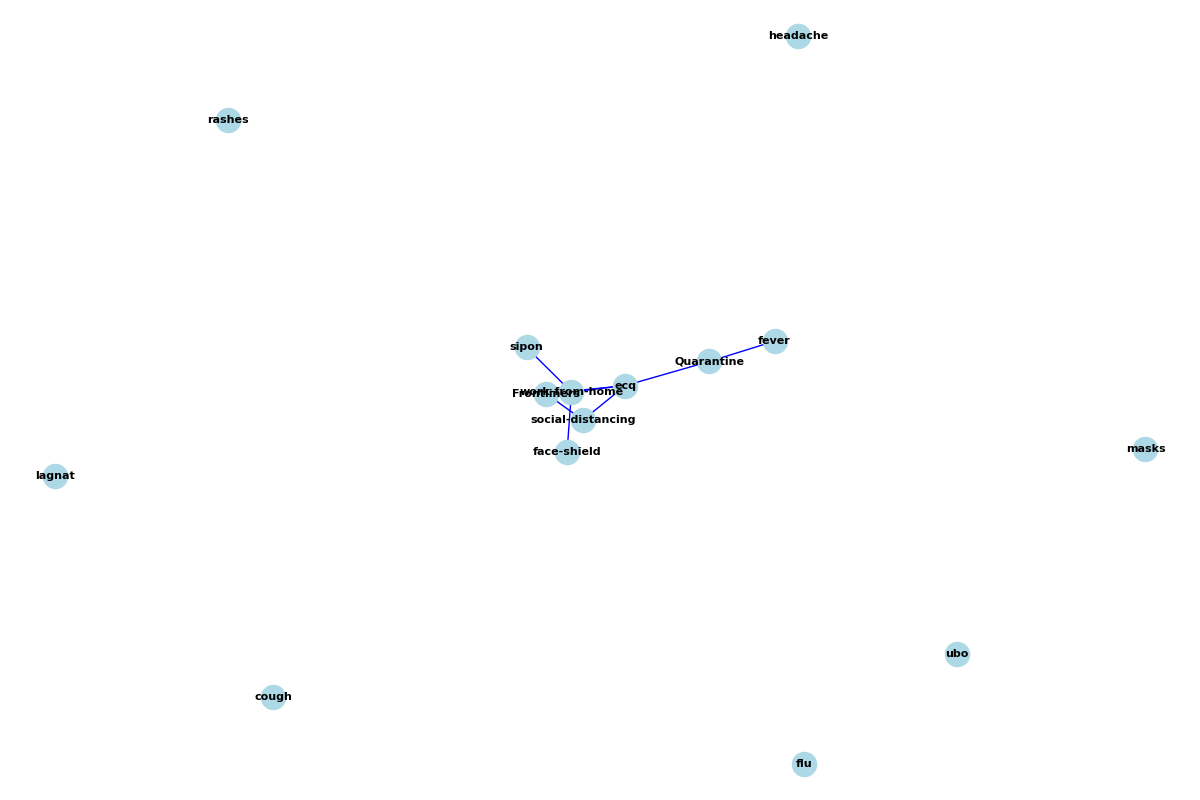 headache
rashes
fever
sipon
Quarantine
ecq
work-from-home
Frontliners
social-distancing
masks
face-shield
lagnat
ubo
cough
flu